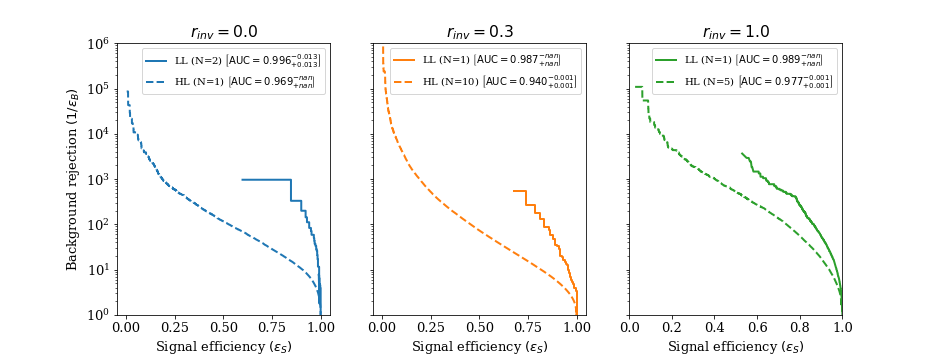 r_inv = 0.0
LL (N=2) [AUC = 0.996^{-0.013}_{+0.013}]
HL (N=1) [AUC = 0.969^{-nan}_{+nan}]
r_inv = 0.3
LL (N=1) [AUC = 0.987^{-nan}_{+nan}]
HL (N=10) [AUC = 0.940^{-0.001}_{+0.001}]
r_inv = 1.0
LL (N=1) [AUC = 0.989^{-nan}_{+nan}]
HL (N=5) [AUC = 0.977^{-0.001}_{+0.001}]
Background rejection (1/ε_B)
10^6
10^5
10^4
10^3
10^2
10^1
10^0
0.00 0.25 0.50 0.75 1.00
Signal efficiency (ε_S)
0.00 0.25 0.50 0.75 1.00
Signal efficiency (ε_S)
0.0 0.2 0.4 0.6 0.8 1.0
Signal efficiency (ε_S)